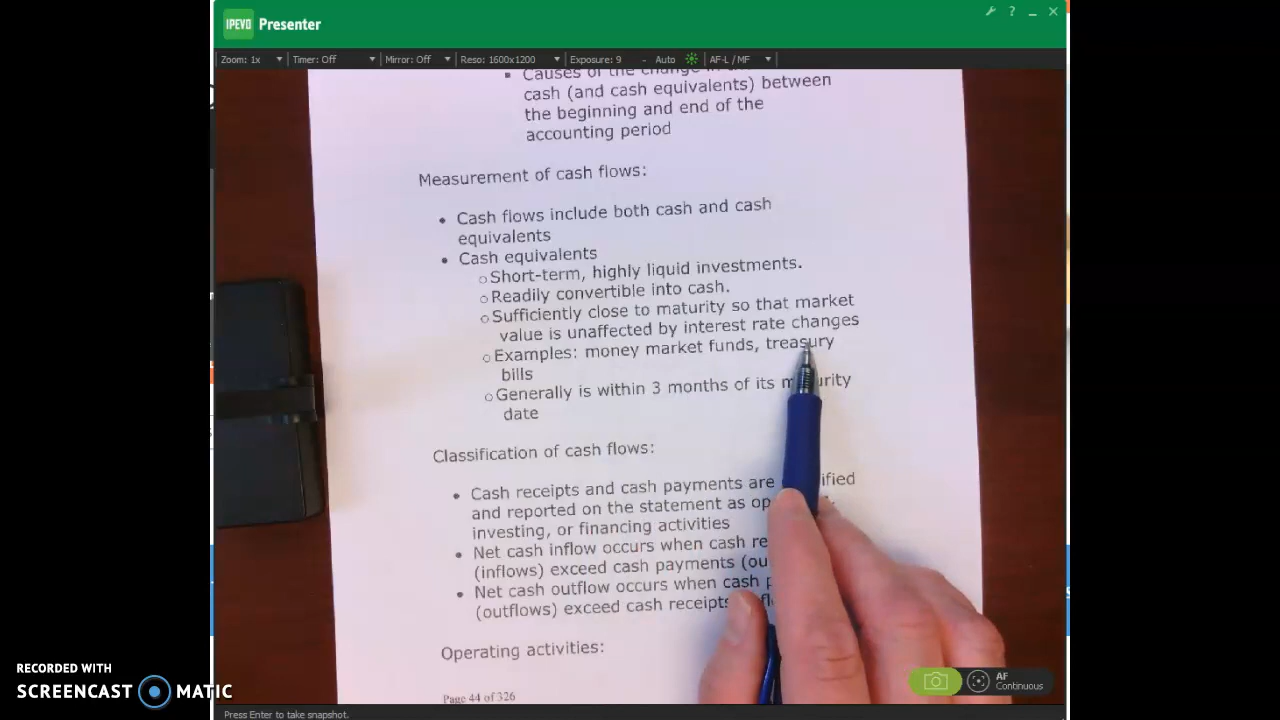 IPEVO Presenter
Zoom: 1x Timer: Off Mirror: Off Reso: 1600x1200 Exposure: 9 - Auto AF-L / MF
Causes of the change in
cash (and cash equivalents) between
the beginning and end of the
accounting period
Measurement of cash flows:
• Cash flows include both cash and cash
equivalents
• Cash equivalents
o Short-term, highly liquid investments.
o Readily convertible into cash.
o Sufficiently close to maturity so that market
value is unaffected by interest rate changes
o Examples: money market funds, treasury
bills
o Generally is within 3 months of its maturity
date
Classification of cash flows:
• Cash receipts and cash payments are
and reported on the statement as
investing, or financing activities
• Net cash inflow occurs when cash
(inflows) exceed cash payments
• Net cash outflow occurs when cash
(outflows) exceed cash receipts
Operating activities:
Page 44 of 326
AF
Continuous
RECORDED WITH
SCREENCAST MATIC
Press Enter to take snapshot.